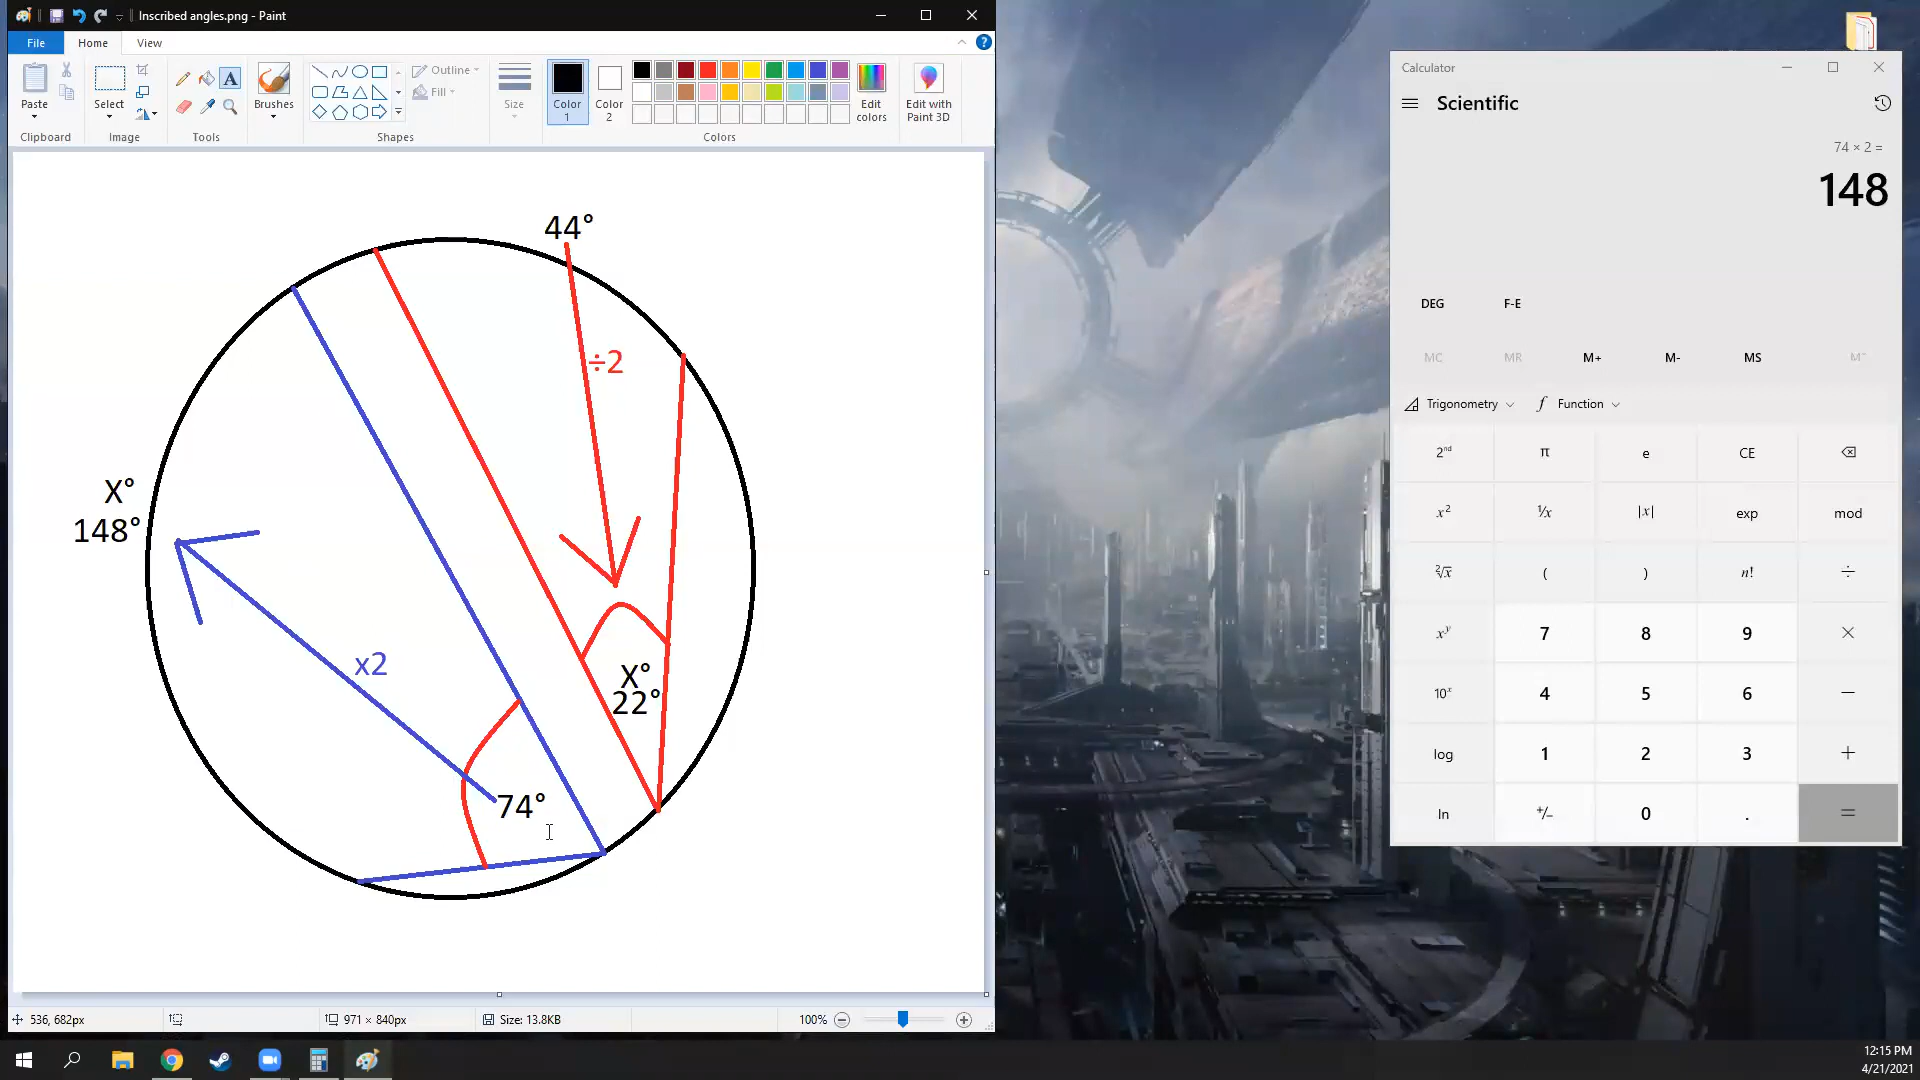 Inscribed angles.png - Paint
File
Home
View
Paste
Clipboard
Select
Image
A
Tools
Brushes
Outline
Fill
Shapes
Size
Color
1
Color
2
Edit
colors
Edit with
Paint 3D
Colors
44°
÷2
X°
148°
x2
X°
22°
74°
536, 682px
971 × 840px
Size: 13.8KB
100%
Calculator
Scientific
74 × 2 =
148
DEG
F-E
MC
MR
M+
M-
MS
Trigonometry
f Function
2nd
π
e
CE
x²
¹/x
|x|
exp
mod
²√x
(
)
n!
÷
xʸ
7
8
9
×
10ˣ
4
5
6
−
log
1
2
3
+
ln
+/−
0
.
=
12:15 PM
4/21/2021